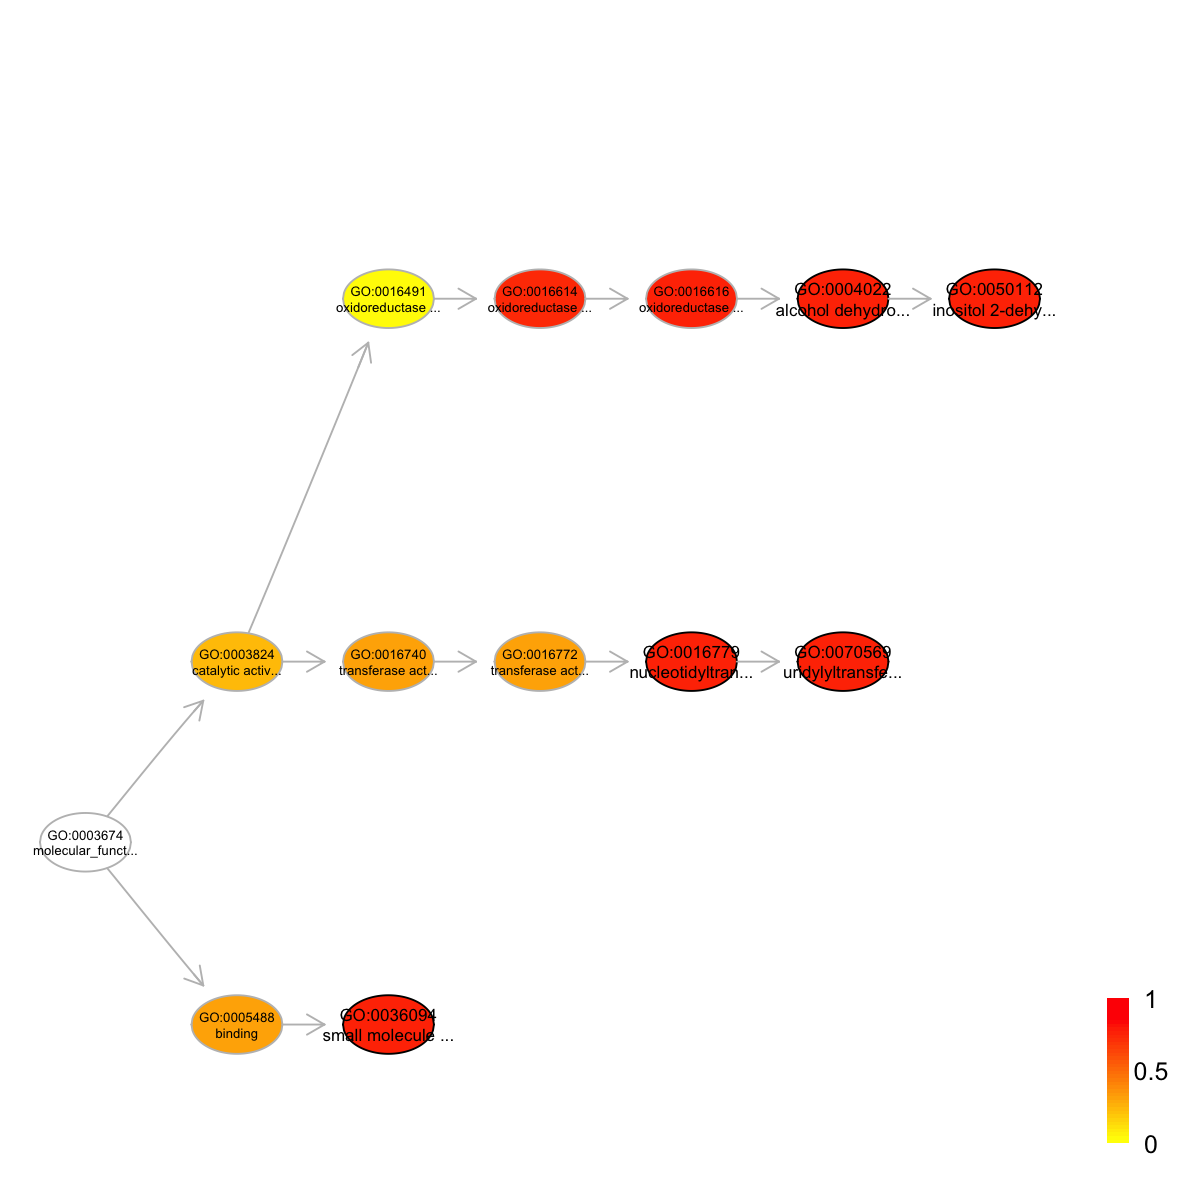 GO:0016491
oxidoreductase ...
GO:0016614
oxidoreductase ...
GO:0016616
oxidoreductase ...
GO:0004022
alcohol dehydro...
GO:0050112
inositol 2-dehy...
GO:0003824
catalytic activ...
GO:0016740
transferase act...
GO:0016772
transferase act...
GO:0016779
nucleotidyltran...
GO:0070569
uridylyltransfe...
GO:0003674
molecular_funct...
GO:0005488
binding
GO:0036094
small molecule ...
1
0.5
0